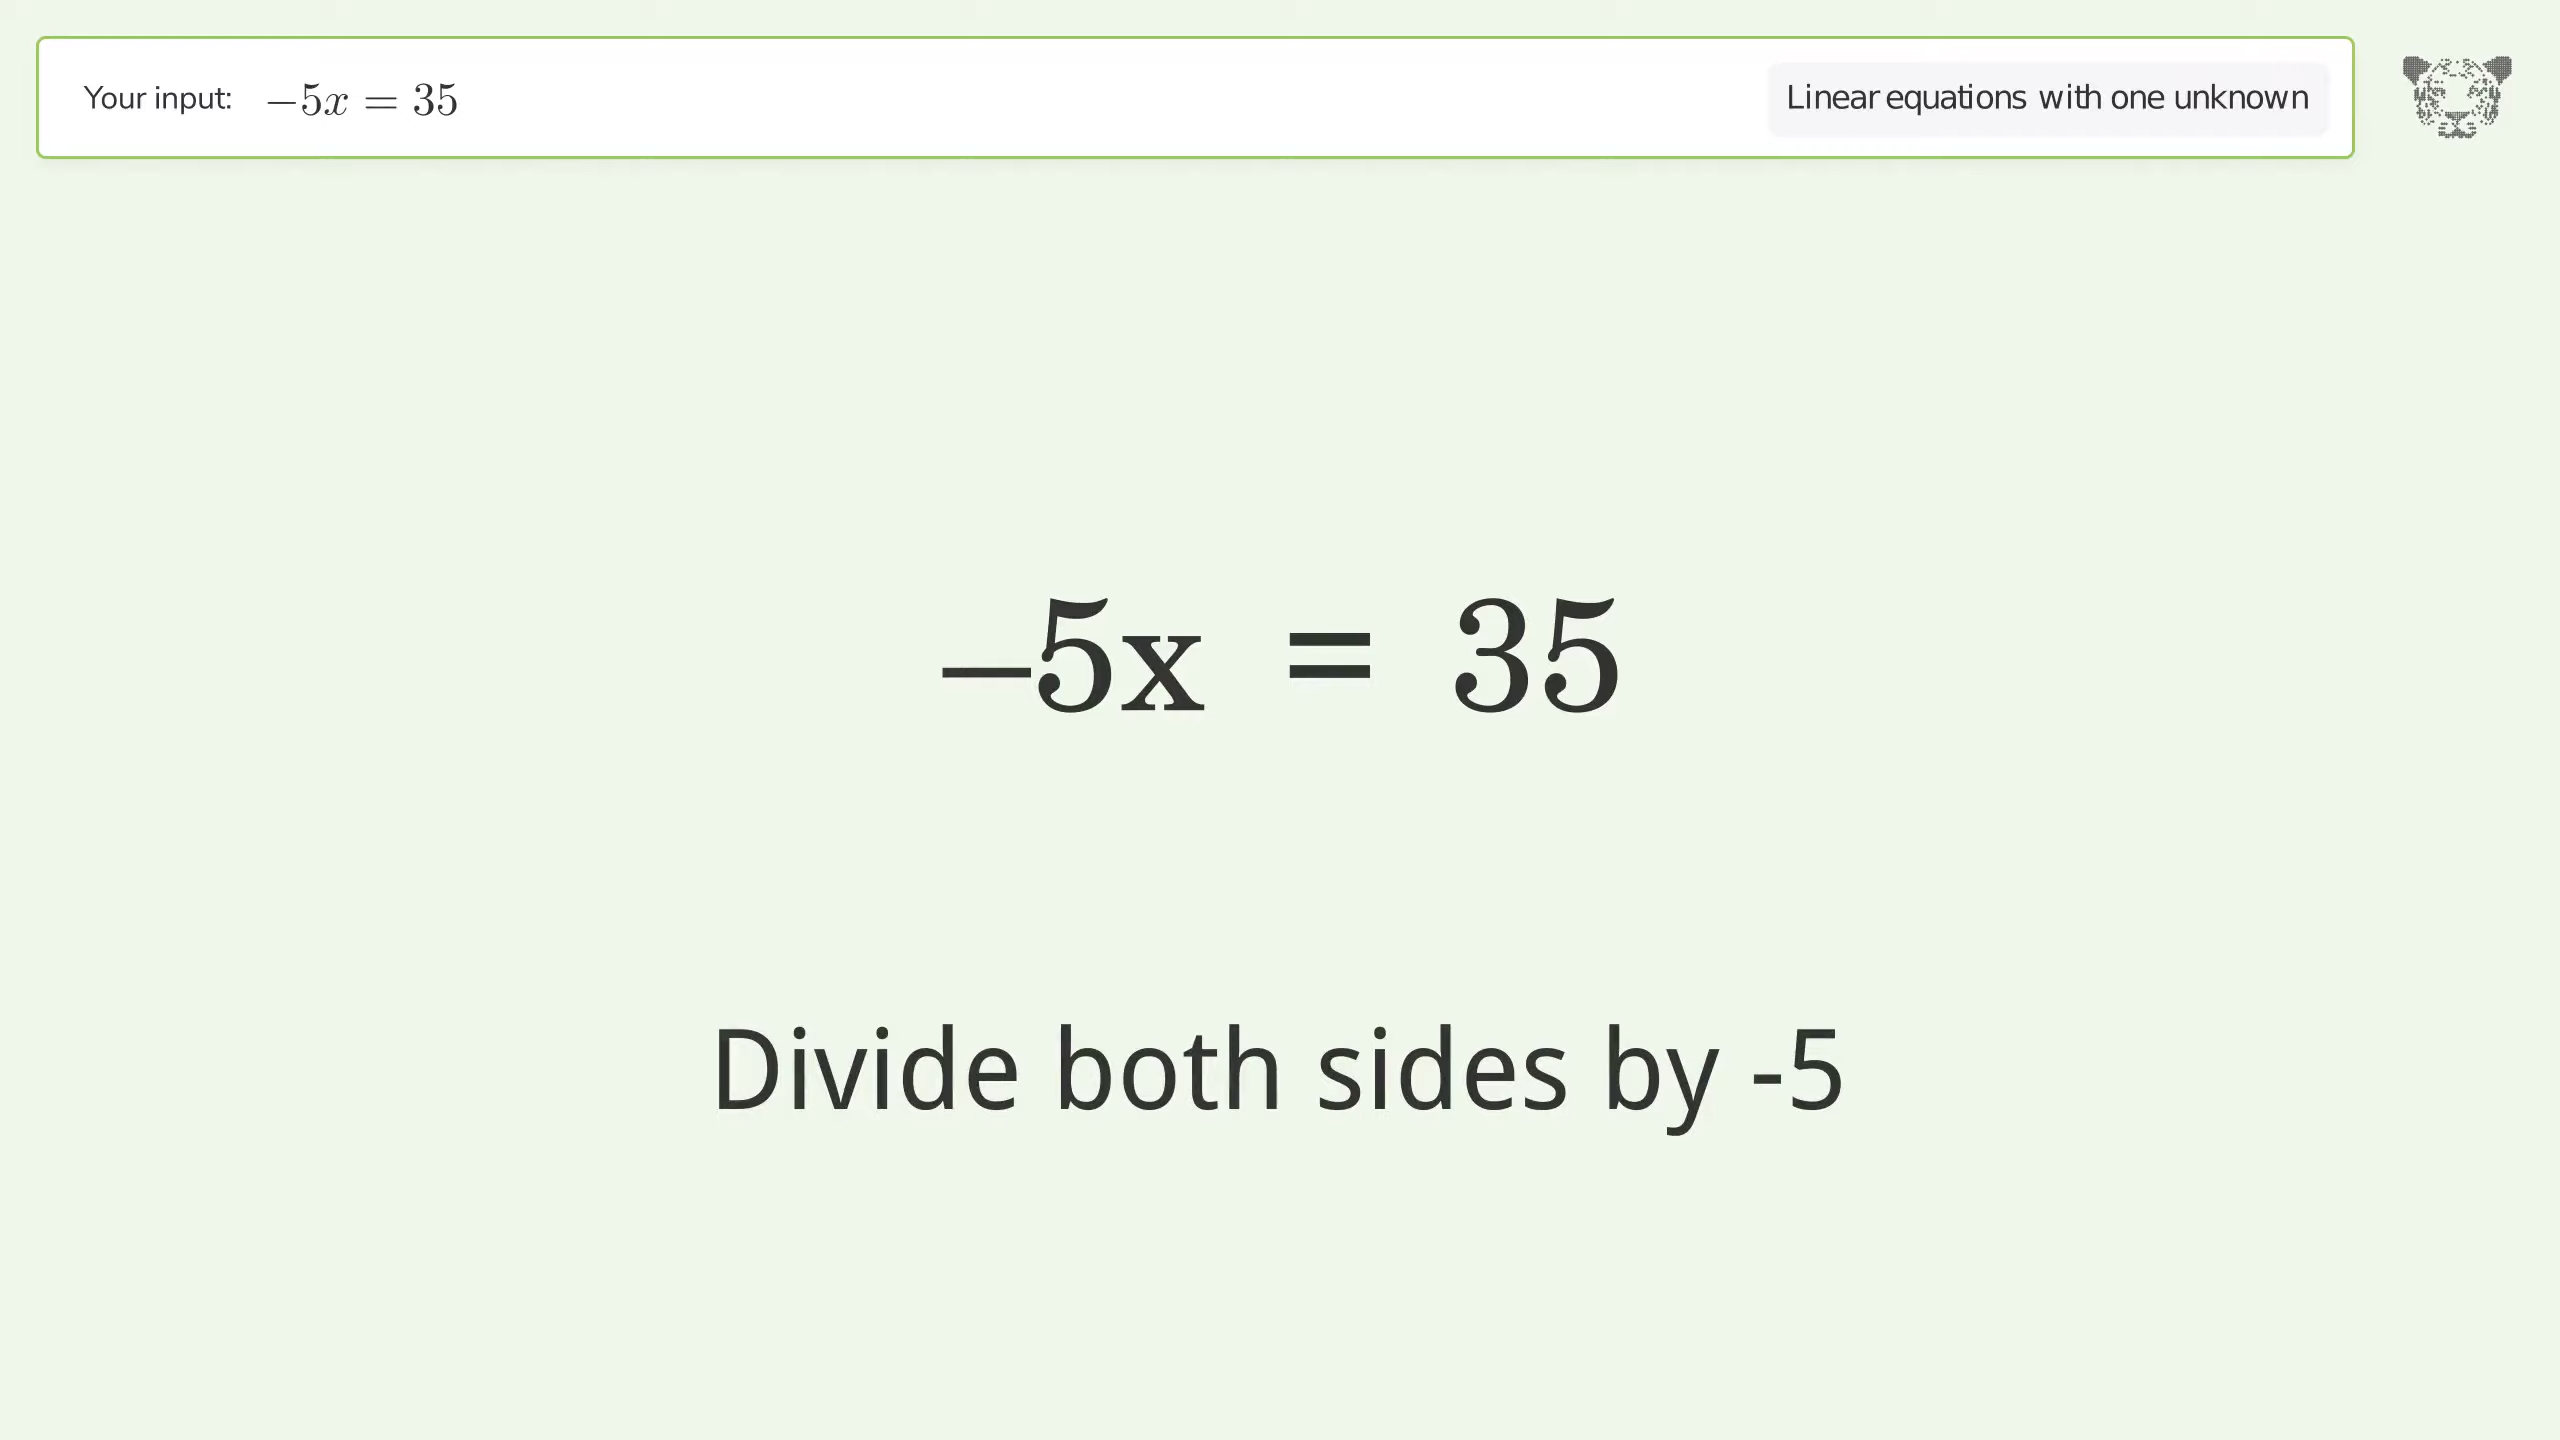 Your input: −5x = 35 Linear equations with one unknown
−5x = 35
Divide both sides by -5